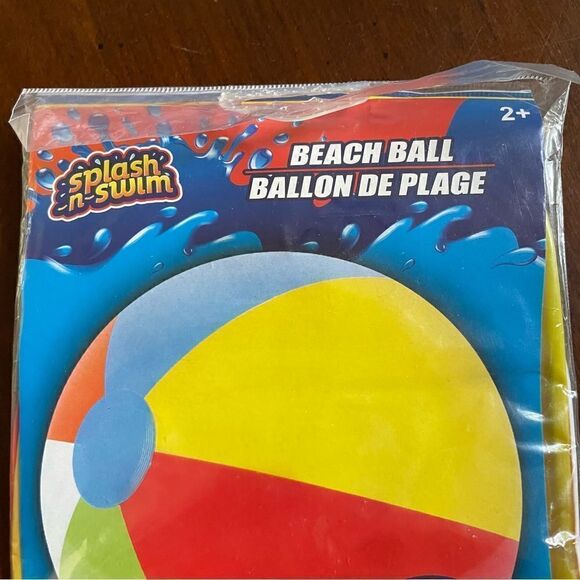 splash
-n-swim
BEACH BALL
BALLON DE PLAGE
2+